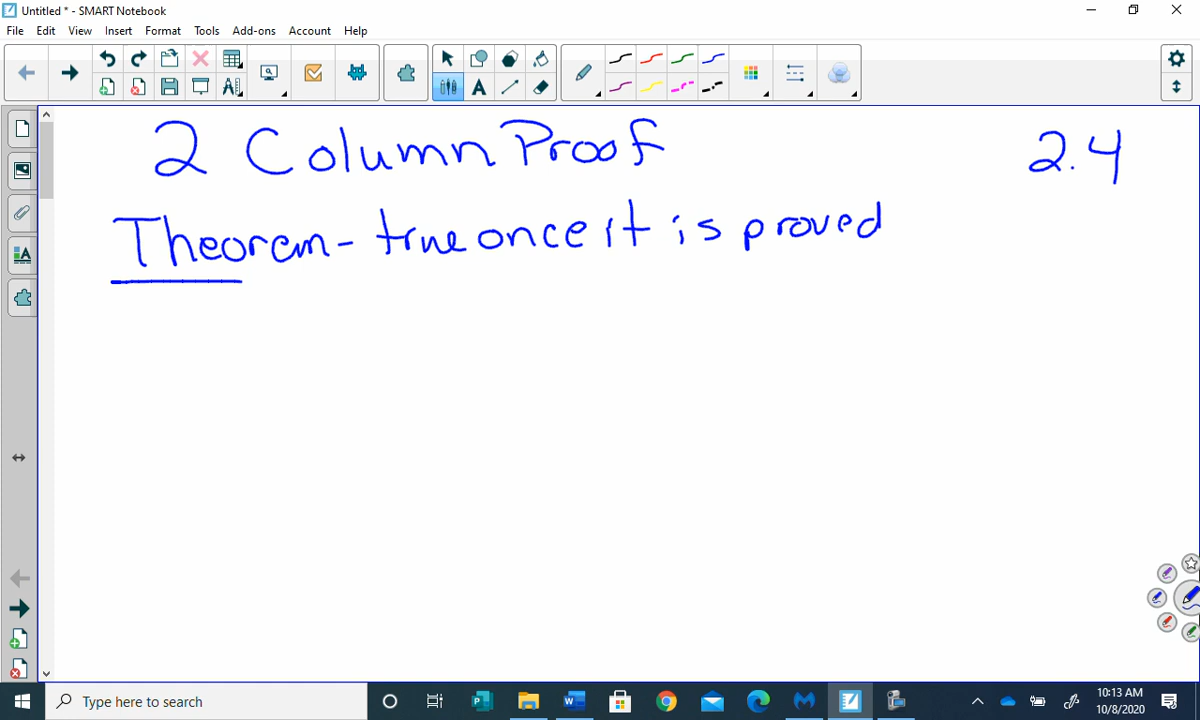 Untitled * - SMART Notebook
File Edit View Insert Format Tools Add-ons Account Help
2 Column Proof 2.4
Theorem - true once it is proved
Type here to search
10:13 AM
10/8/2020